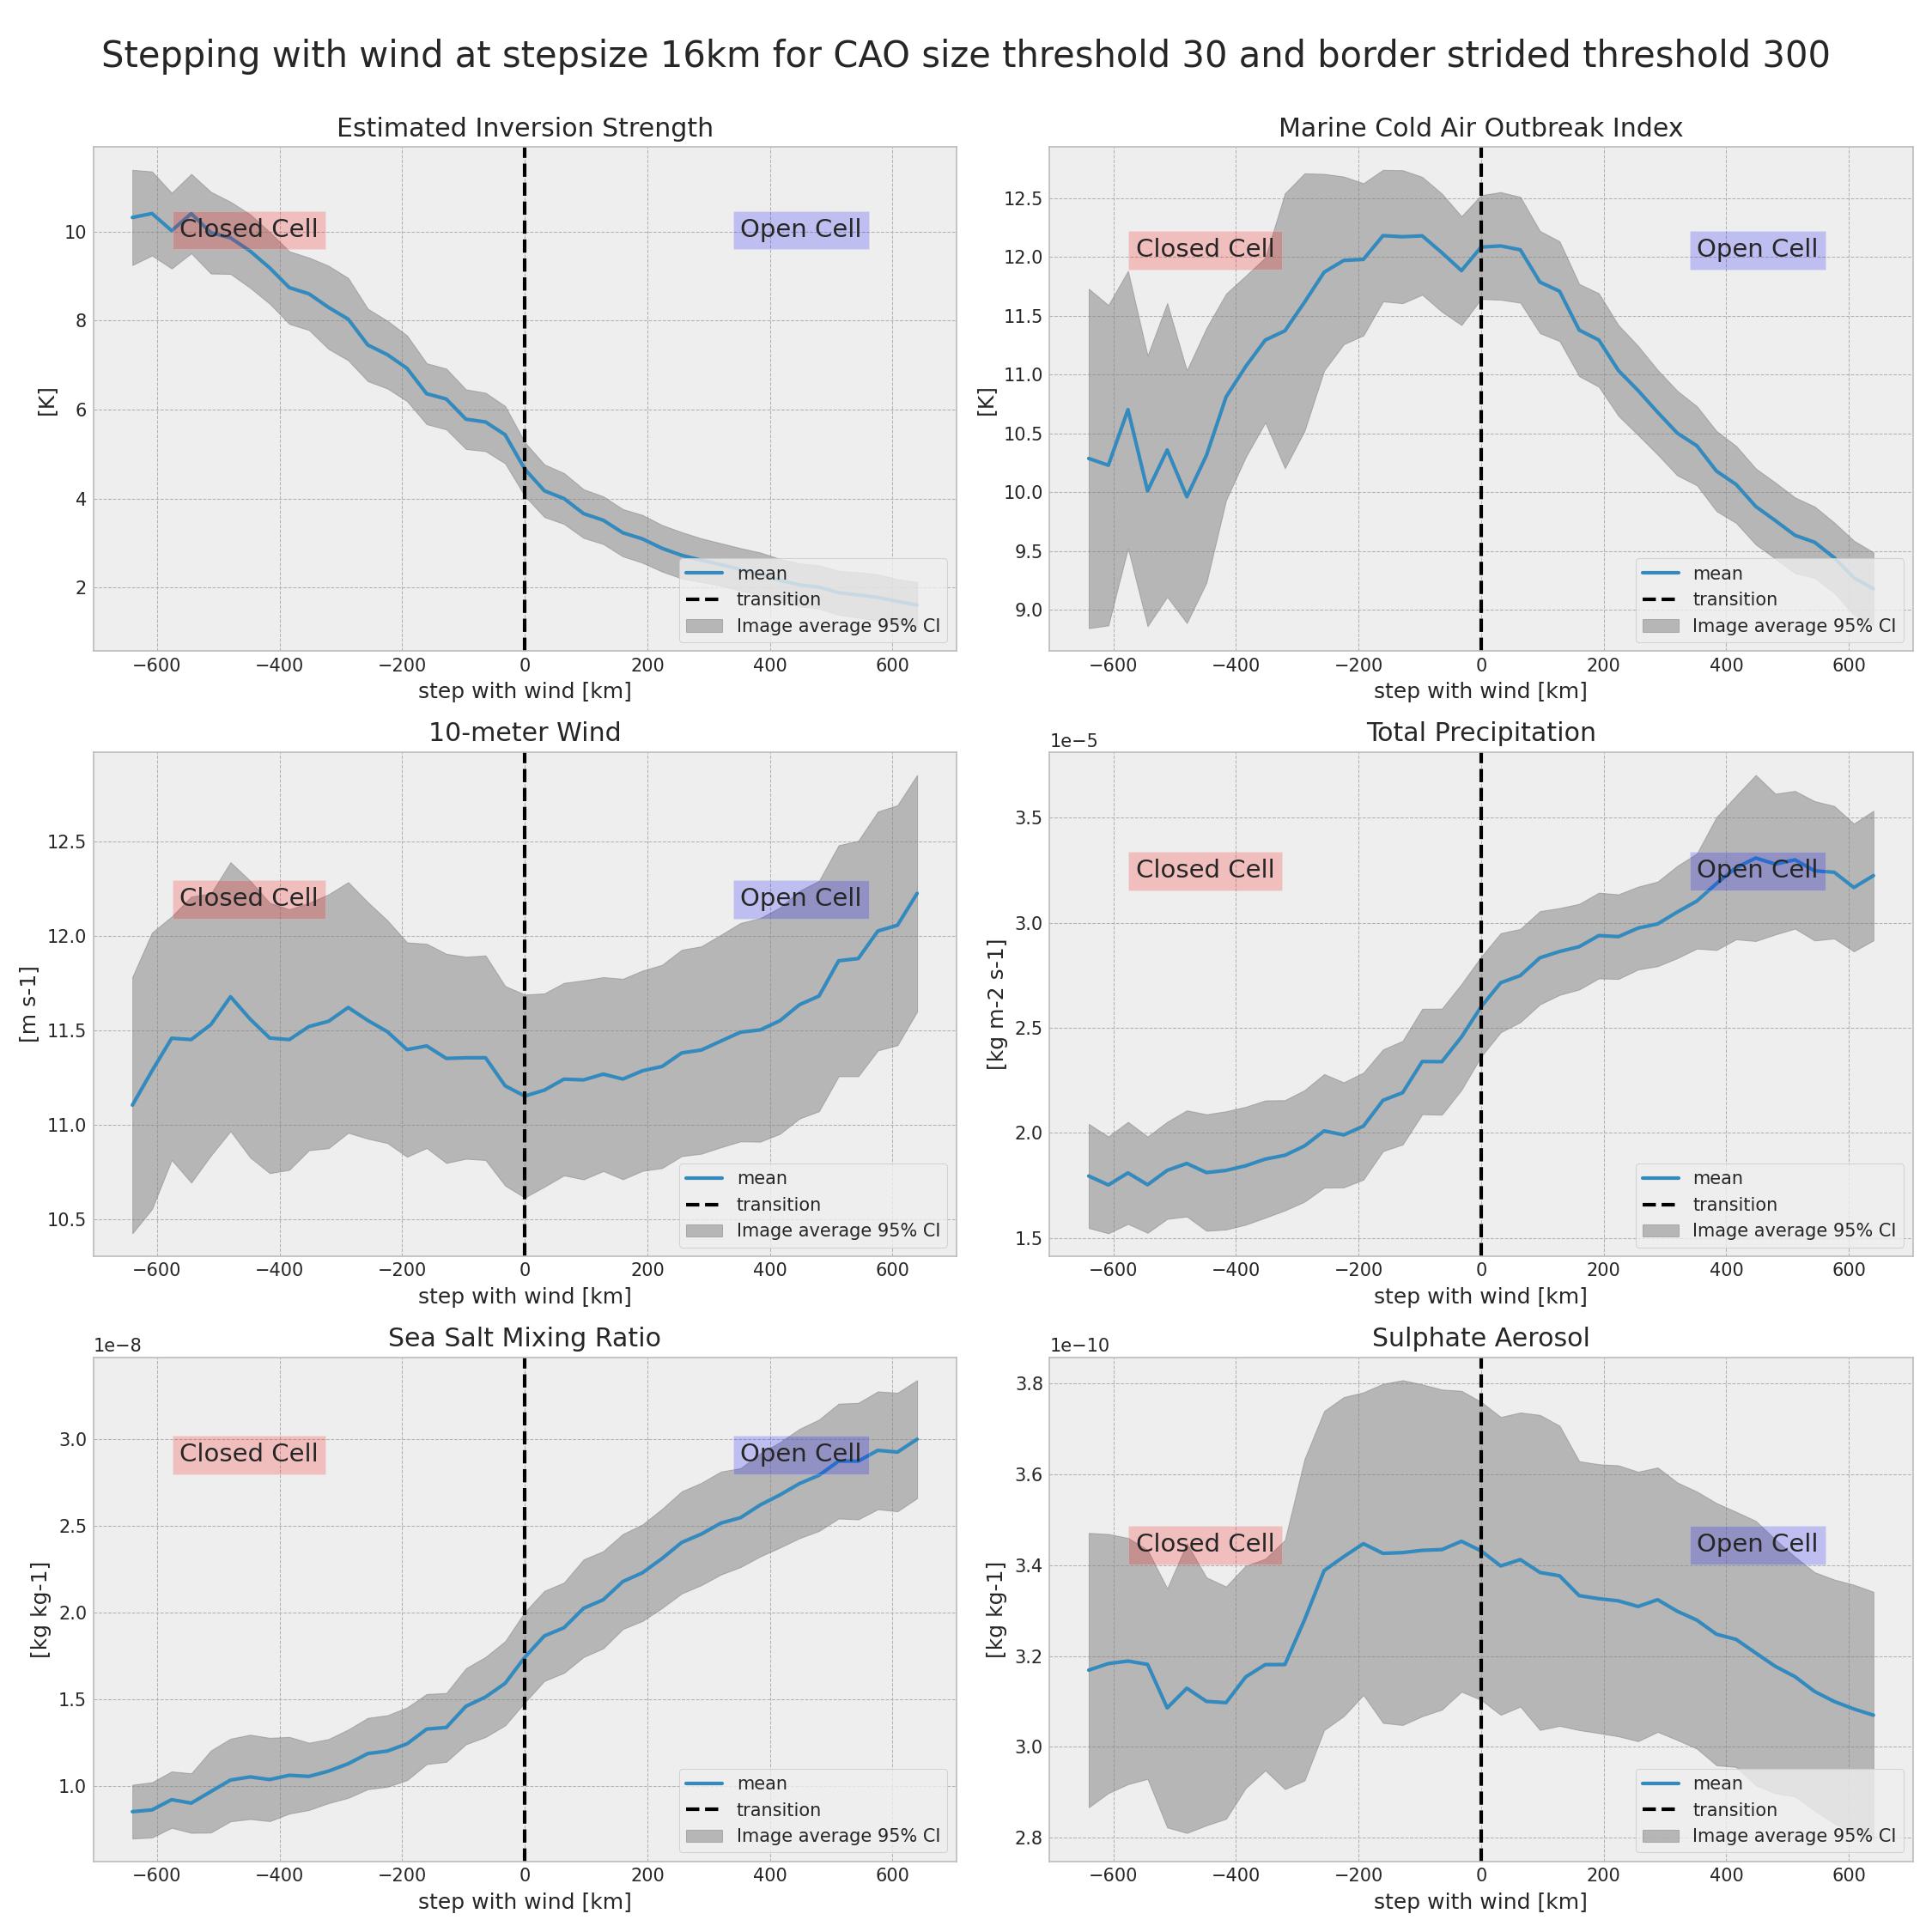 Stepping with wind at stepsize 16km for CAO size threshold 30 and border strided threshold 300
Estimated Inversion Strength
[K]
10
8
6
4
2
Closed Cell
Open Cell
mean
transition
Image average 95% CI
−600 −400 −200 0 200 400 600
step with wind [km]
Marine Cold Air Outbreak Index
[K]
12.5
12.0
11.5
11.0
10.5
10.0
9.5
9.0
Closed Cell
Open Cell
mean
transition
Image average 95% CI
−600 −400 −200 0 200 400 600
step with wind [km]
10-meter Wind
[m s-1]
12.5
12.0
11.5
11.0
10.5
Closed Cell
Open Cell
mean
transition
Image average 95% CI
−600 −400 −200 0 200 400 600
step with wind [km]
Total Precipitation
1e−5
[kg m-2 s-1]
3.5
3.0
2.5
2.0
1.5
Closed Cell
Open Cell
mean
transition
Image average 95% CI
−600 −400 −200 0 200 400 600
step with wind [km]
Sea Salt Mixing Ratio
1e−8
[kg kg-1]
3.0
2.5
2.0
1.5
1.0
Closed Cell
Open Cell
mean
transition
Image average 95% CI
−600 −400 −200 0 200 400 600
step with wind [km]
Sulphate Aerosol
1e−10
[kg kg-1]
3.8
3.6
3.4
3.2
3.0
2.8
Closed Cell
Open Cell
mean
transition
Image average 95% CI
−600 −400 −200 0 200 400 600
step with wind [km]